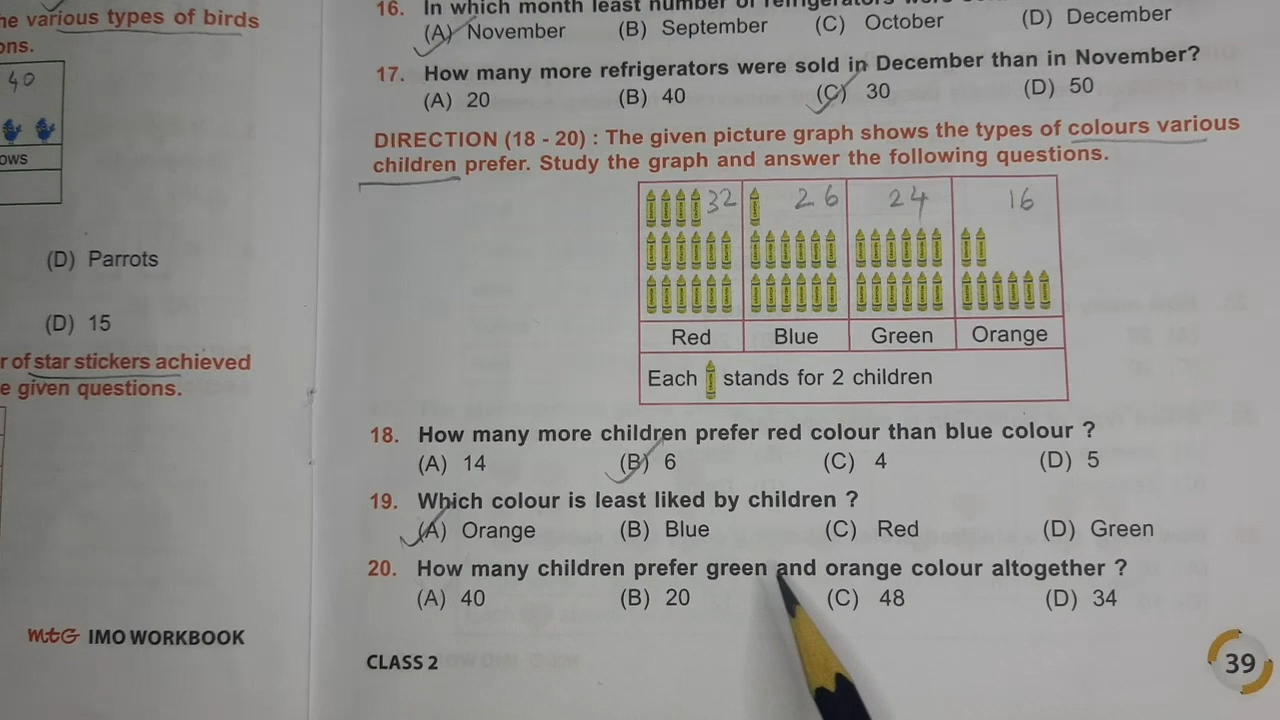 he various types of birds
ons.
40
ows
(D) Parrots
(D) 15
r of star stickers achieved
e given questions.
mtG IMO WORKBOOK
16. In which month least number of refrigerators were
(A) November (B) September (C) October (D) December
17. How many more refrigerators were sold in December than in November?
(A) 20 (B) 40 (C) 30 (D) 50
DIRECTION (18 - 20) : The given picture graph shows the types of colours various
children prefer. Study the graph and answer the following questions.
32 26 24 16
Red Blue Green Orange
Each stands for 2 children
18. How many more children prefer red colour than blue colour ?
(A) 14 (B) 6 (C) 4 (D) 5
19. Which colour is least liked by children ?
(A) Orange (B) Blue (C) Red (D) Green
20. How many children prefer green and orange colour altogether ?
(A) 40 (B) 20 (C) 48 (D) 34
CLASS 2
39